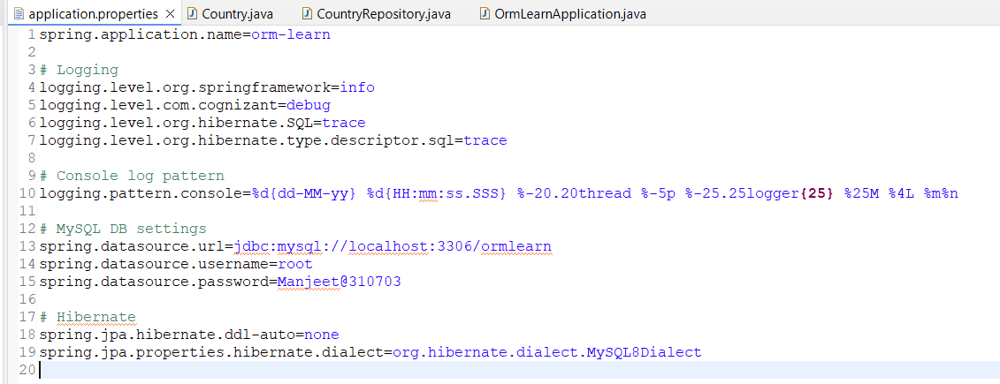 application.properties Country.java CountryRepository.java OrmLearnApplication.java
1 spring.application.name=orm-learn
2
3 # Logging
4 logging.level.org.springframework=info
5 logging.level.com.cognizant=debug
6 logging.level.org.hibernate.SQL=trace
7 logging.level.org.hibernate.type.descriptor.sql=trace
8
9 # Console log pattern
10 logging.pattern.console=%d{dd-MM-yy} %d{HH:mm:ss.SSS} %-20.20thread %-5p %-25.25logger{25} %25M %4L %m%n
11
12 # MySQL DB settings
13 spring.datasource.url=jdbc:mysql://localhost:3306/ormlearn
14 spring.datasource.username=root
15 spring.datasource.password=Manjeet@310703
16
17 # Hibernate
18 spring.jpa.hibernate.ddl-auto=none
19 spring.jpa.properties.hibernate.dialect=org.hibernate.dialect.MySQL8Dialect
20